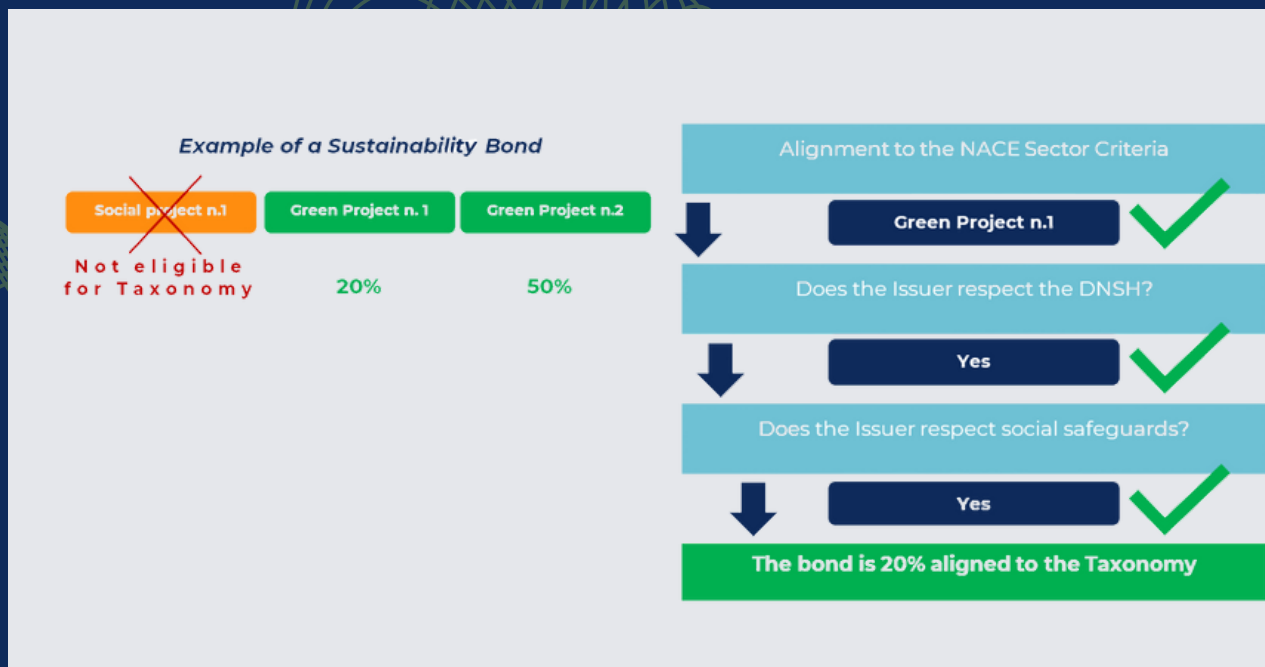 Example of a Sustainability Bond
Social project n.1
Green Project n. 1
Green Project n.2
Not eligible
for Taxonomy
20%
50%
Alignment to the NACE Sector Criteria
Green Project n.1
Does the Issuer respect the DNSH?
Yes
Does the Issuer respect social safeguards?
Yes
The bond is 20% aligned to the Taxonomy